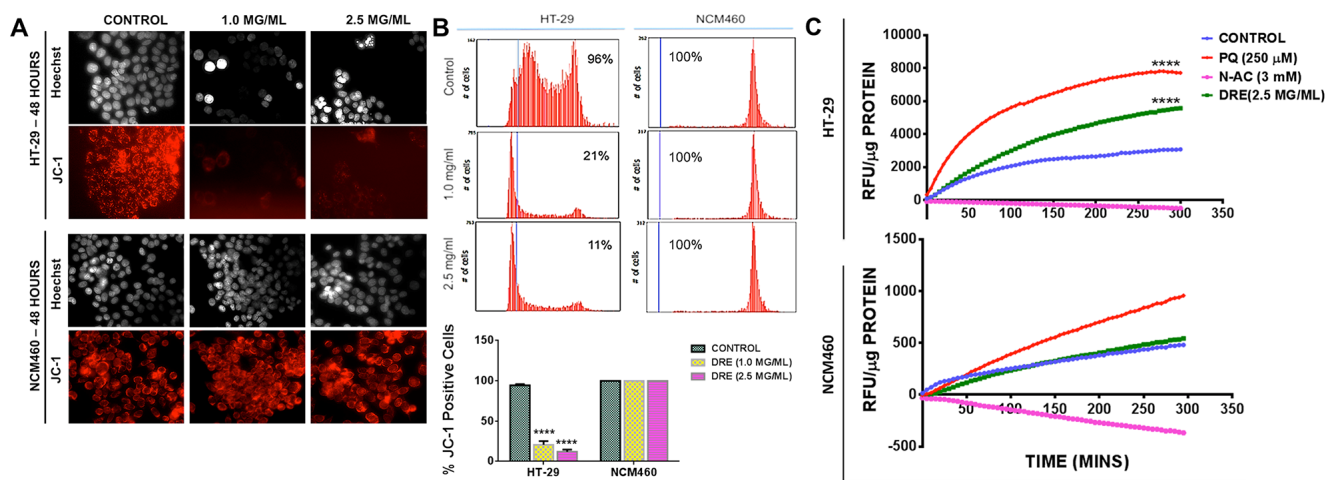 A
CONTROL 1.0 MG/ML 2.5 MG/ML
HT-29 – 48 HOURS
Hoechst
JC-1
NCM460 – 48 HOURS
Hoechst
JC-1
B
HT-29 NCM460
Control
1.0 mg/ml
2.5 mg/ml
162
# of cells
96%
252
# of cells
100%
705
# of cells
21%
317
# of cells
100%
753
# of cells
11%
312
# of cells
100%
% JC-1 Positive Cells
150
100
50
0
**** ****
HT-29 NCM460
CONTROL
DRE (1.0 MG/ML)
DRE (2.5 MG/ML)
C
HT-29
RFU/µg PROTEIN
10000
8000
6000
4000
2000
0
50 100 150 200 250 300 350
****
****
CONTROL
PQ (250 µM)
N-AC (3 mM)
DRE(2.5 MG/ML)
NCM460
RFU/µg PROTEIN
1500
1000
500
0
-500
50 100 150 200 250 300 350
TIME (MINS)